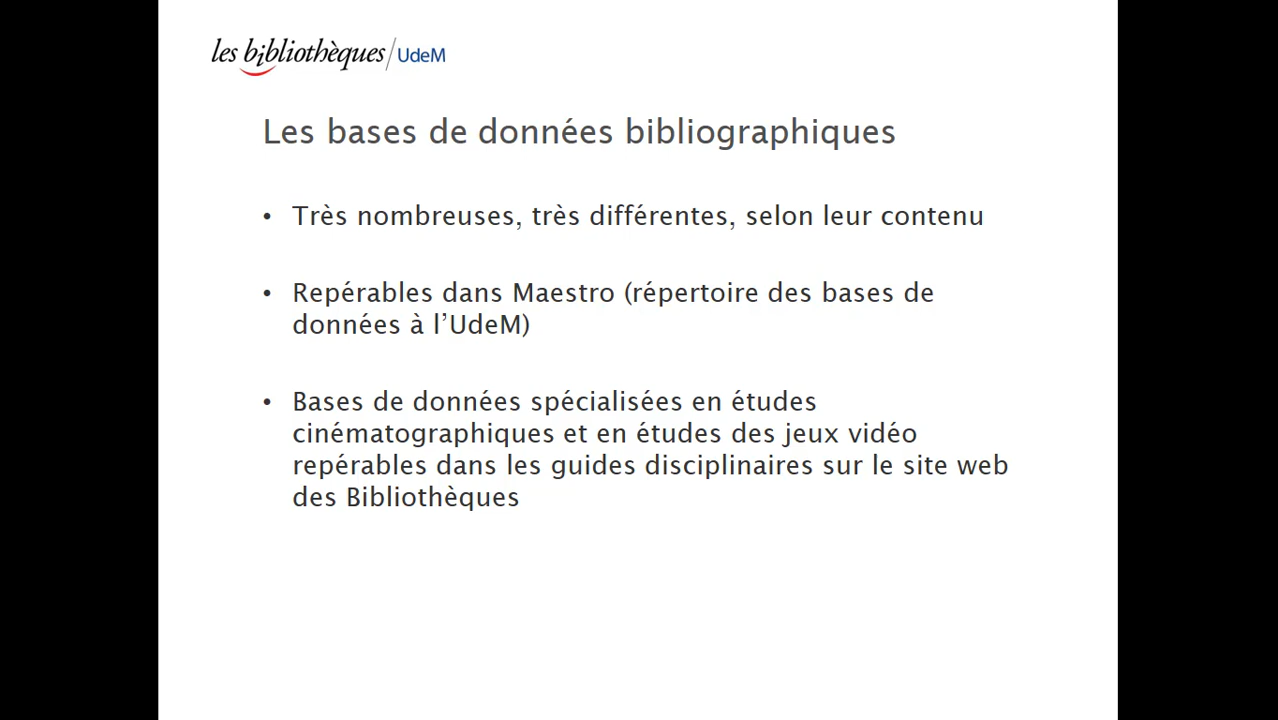 les bibliothèques/UdeM
Les bases de données bibliographiques
• Très nombreuses, très différentes, selon leur contenu
• Repérables dans Maestro (répertoire des bases de
données à l’UdeM)
• Bases de données spécialisées en études
cinématographiques et en études des jeux vidéo
repérables dans les guides disciplinaires sur le site web
des Bibliothèques